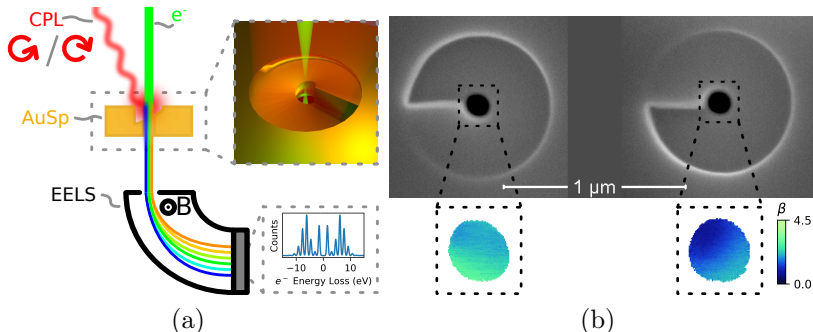 CPL
e⁻
AuSp
EELS
B
Counts
−10 0 10
e⁻ Energy Loss (eV)
(a)
1 μm
β
4.5
0.0
(b)